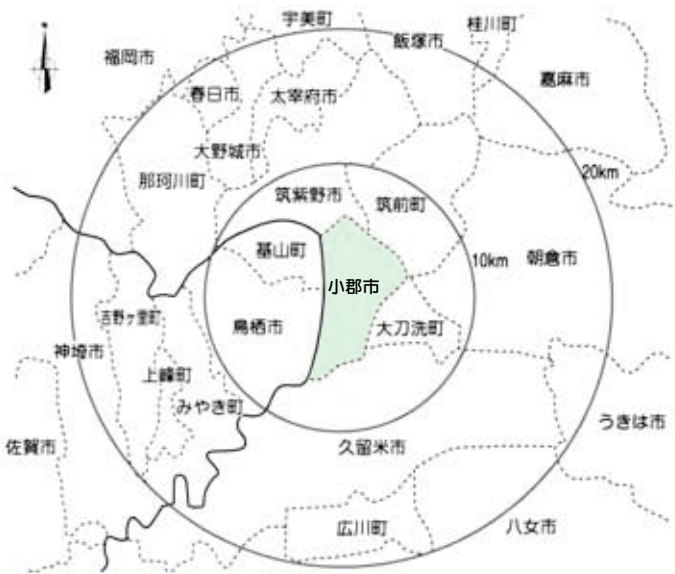 宇美町
桂川町
飯塚市
福岡市
嘉麻市
春日市
太宰府市
大野城市
20km
那珂川町
筑紫野市
筑前町
基山町
10km
朝倉市
小郡市
吉野ヶ里町
鳥栖市
大刀洗町
神埼市
上峰町
みやき町
うきは市
佐賀市
久留米市
広川町
八女市